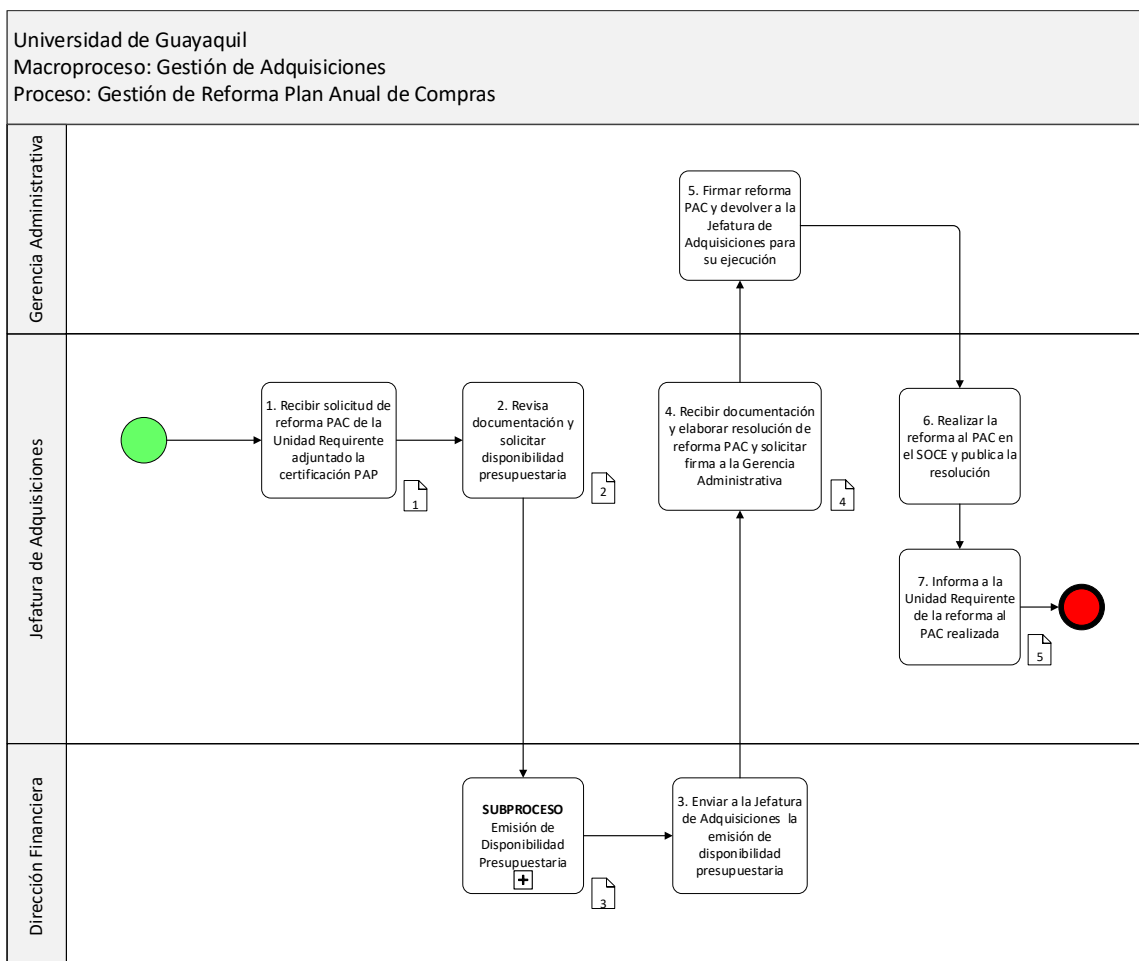 Universidad de Guayaquil
Macroproceso: Gestión de Adquisiciones
Proceso: Gestión de Reforma Plan Anual de Compras
Gerencia Administrativa
5. Firmar reforma
PAC y devolver a la
Jefatura de
Adquisiciones para
su ejecución
Jefatura de Adquisiciones
1. Recibir solicitud de
reforma PAC de la
Unidad Requirente
adjuntado la
certificación PAP
1
2. Revisa
documentación y
solicitar
disponibilidad
presupuestaria
2
4. Recibir documentación
y elaborar resolución de
reforma PAC y solicitar
firma a la Gerencia
Administrativa
4
6. Realizar la
reforma al PAC en
el SOCE y publica la
resolución
7. Informa a la
Unidad Requirente
de la reforma al
PAC realizada
5
Dirección Financiera
SUBPROCESO
Emisión de
Disponibilidad
Presupuestaria
3
3. Enviar a la Jefatura
de Adquisiciones la
emisión de
disponibilidad
presupuestaria